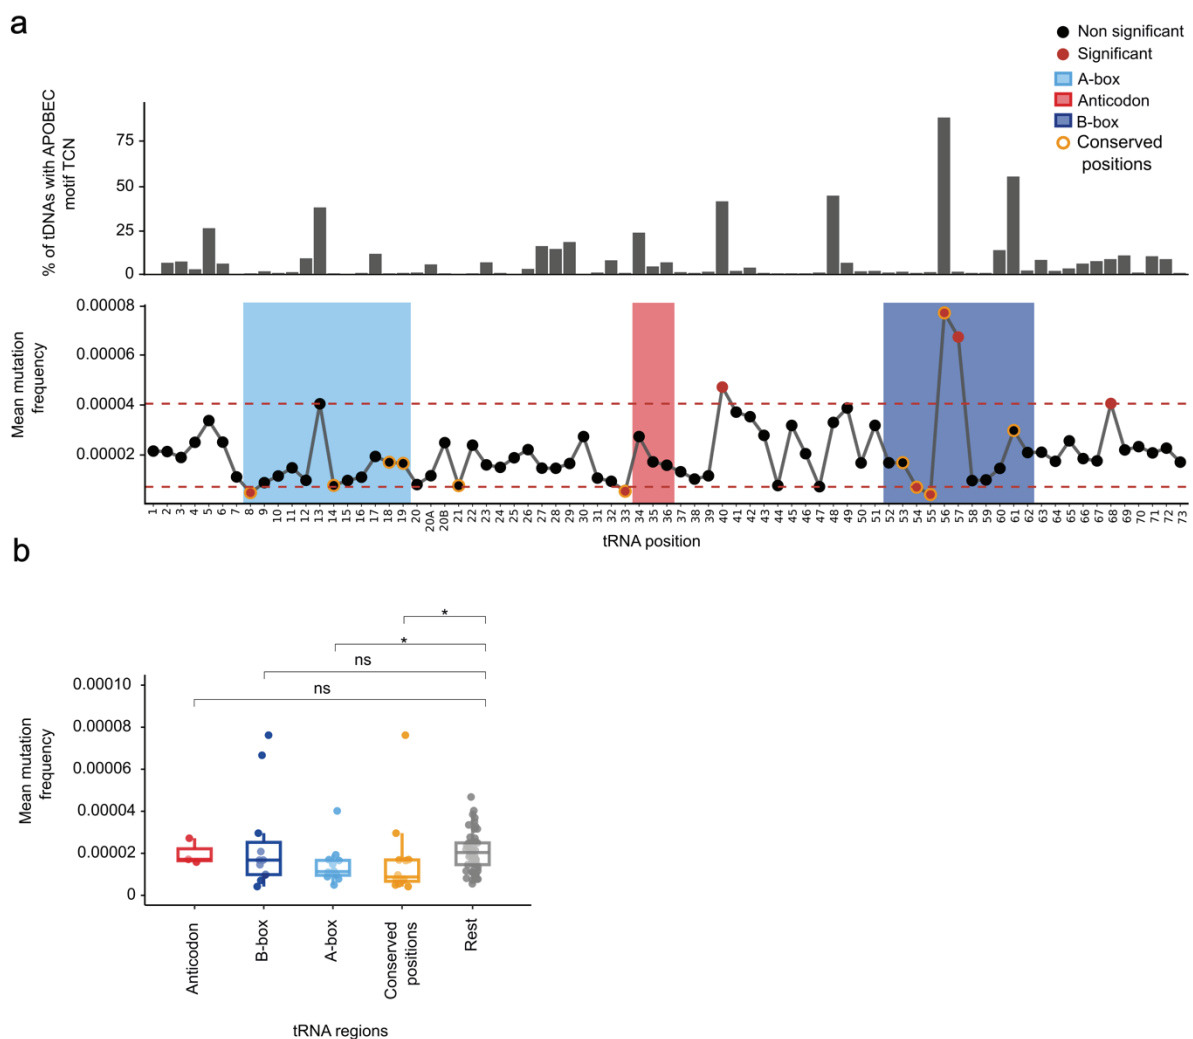 a
Non significant
Significant
A-box
Anticodon
B-box
Conserved
positions
% of tDNAs with APOBEC
motif TCN
75
50
25
0
Mean mutation
frequency
0.00008
0.00006
0.00004
0.00002
1 2 3 4 5 6 7 8 9 10 11 12 13 14 15 16 17 18 19 20 20A 20B 21 22 23 24 25 26 27 28 29 30 31 32 33 34 35 36 37 38 39 40 41 42 43 44 45 46 47 48 49 50 51 52 53 54 55 56 57 58 59 60 61 62 63 64 65 66 67 68 69 70 71 72 73
tRNA position
b
*
*
ns
ns
Mean mutation
frequency
0.00010
0.00008
0.00006
0.00004
0.00002
0
Anticodon
B-box
A-box
Conserved
positions
Rest
tRNA regions